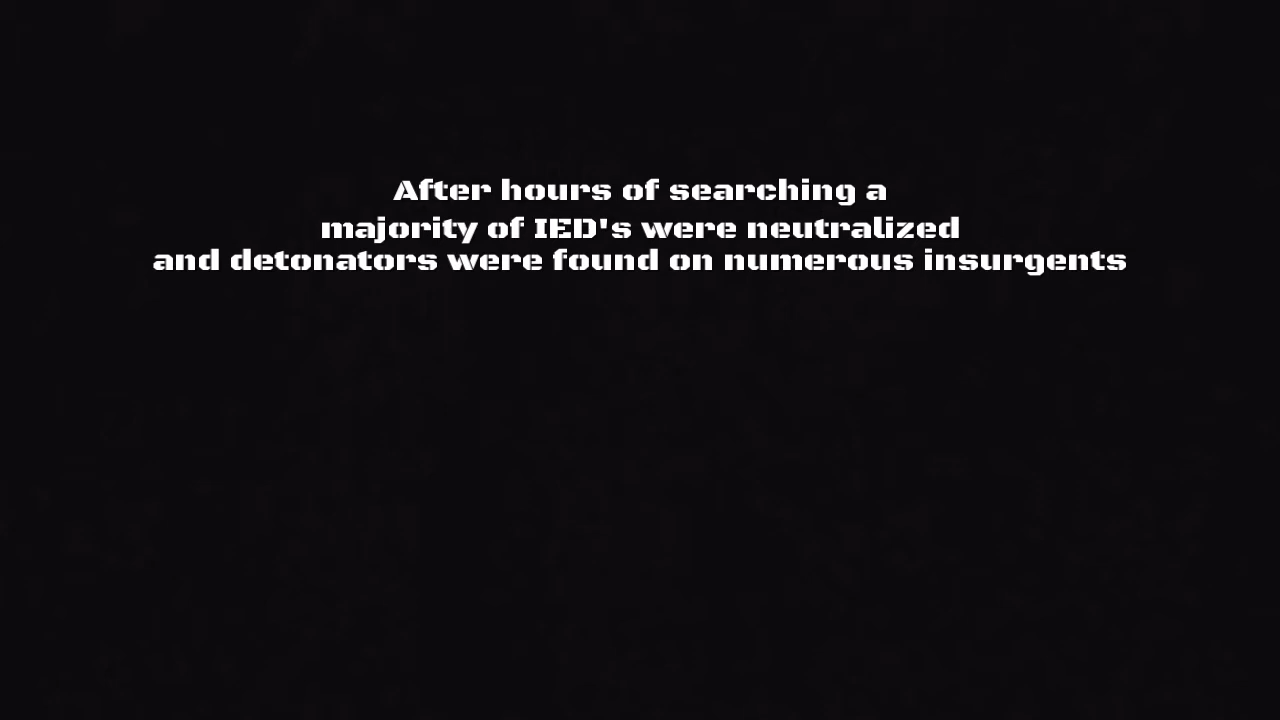 After hours of searching a
majority of IED's were neutralized
and detonators were found on numerous insurgents